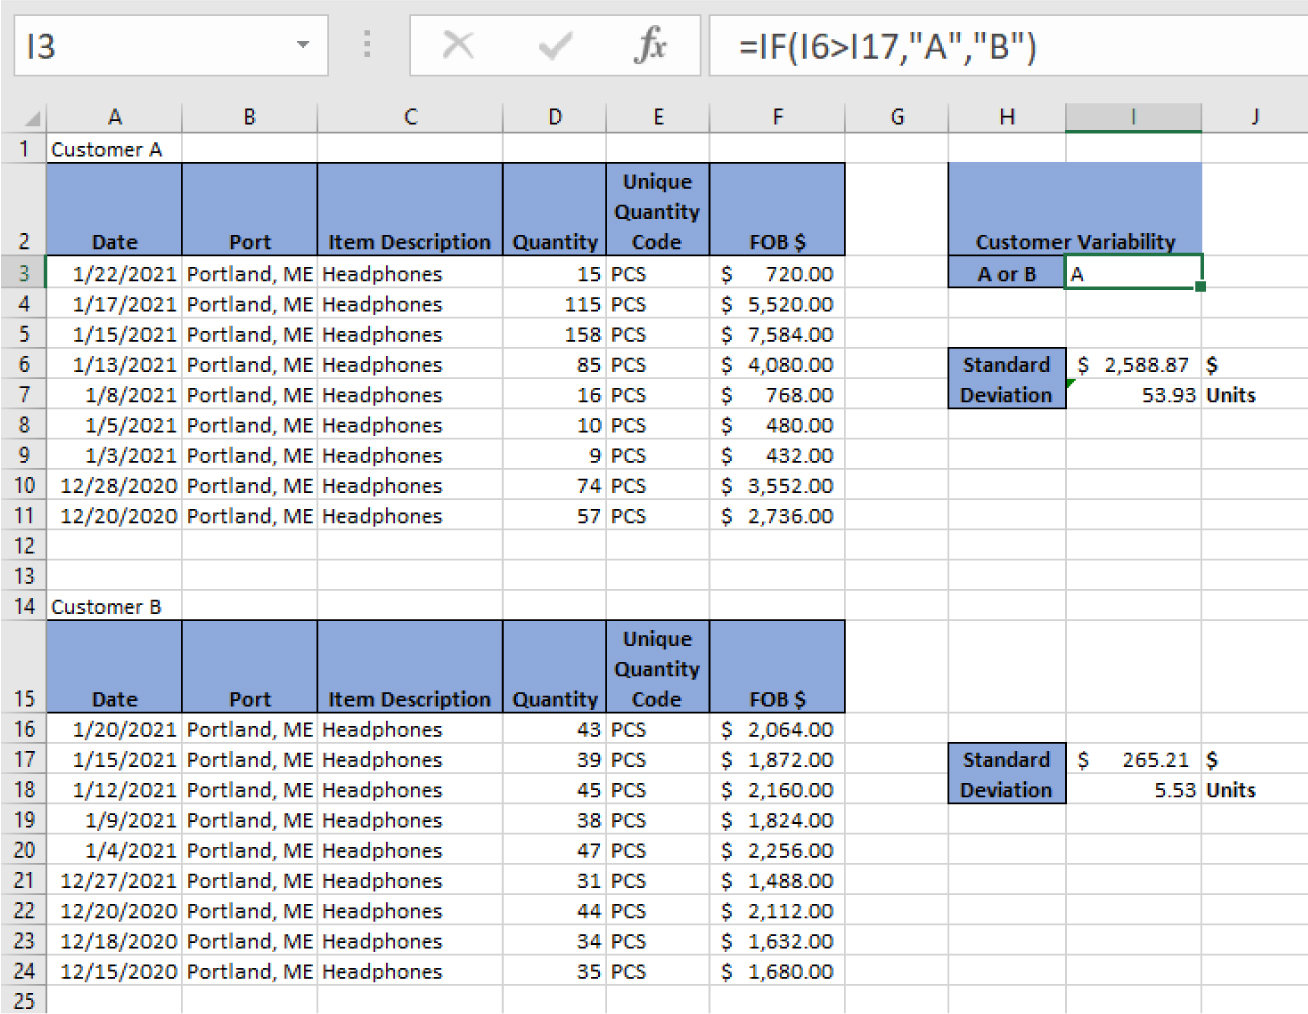 I3 fx =IF(I6>I17,"A","B")
A B C D E F G H I J
1 Customer A
2 Date Port Item Description Quantity Unique Quantity Code FOB $ Customer Variability
3 1/22/2021 Portland, ME Headphones 15 PCS $ 720.00 A or B A
4 1/17/2021 Portland, ME Headphones 115 PCS $ 5,520.00
5 1/15/2021 Portland, ME Headphones 158 PCS $ 7,584.00
6 1/13/2021 Portland, ME Headphones 85 PCS $ 4,080.00 Standard $ 2,588.87 $
7 1/8/2021 Portland, ME Headphones 16 PCS $ 768.00 Deviation 53.93 Units
8 1/5/2021 Portland, ME Headphones 10 PCS $ 480.00
9 1/3/2021 Portland, ME Headphones 9 PCS $ 432.00
10 12/28/2020 Portland, ME Headphones 74 PCS $ 3,552.00
11 12/20/2020 Portland, ME Headphones 57 PCS $ 2,736.00
12
13
14 Customer B
15 Date Port Item Description Quantity Unique Quantity Code FOB $
16 1/20/2021 Portland, ME Headphones 43 PCS $ 2,064.00
17 1/15/2021 Portland, ME Headphones 39 PCS $ 1,872.00 Standard $ 265.21 $
18 1/12/2021 Portland, ME Headphones 45 PCS $ 2,160.00 Deviation 5.53 Units
19 1/9/2021 Portland, ME Headphones 38 PCS $ 1,824.00
20 1/4/2021 Portland, ME Headphones 47 PCS $ 2,256.00
21 12/27/2021 Portland, ME Headphones 31 PCS $ 1,488.00
22 12/20/2020 Portland, ME Headphones 44 PCS $ 2,112.00
23 12/18/2020 Portland, ME Headphones 34 PCS $ 1,632.00
24 12/15/2020 Portland, ME Headphones 35 PCS $ 1,680.00
25